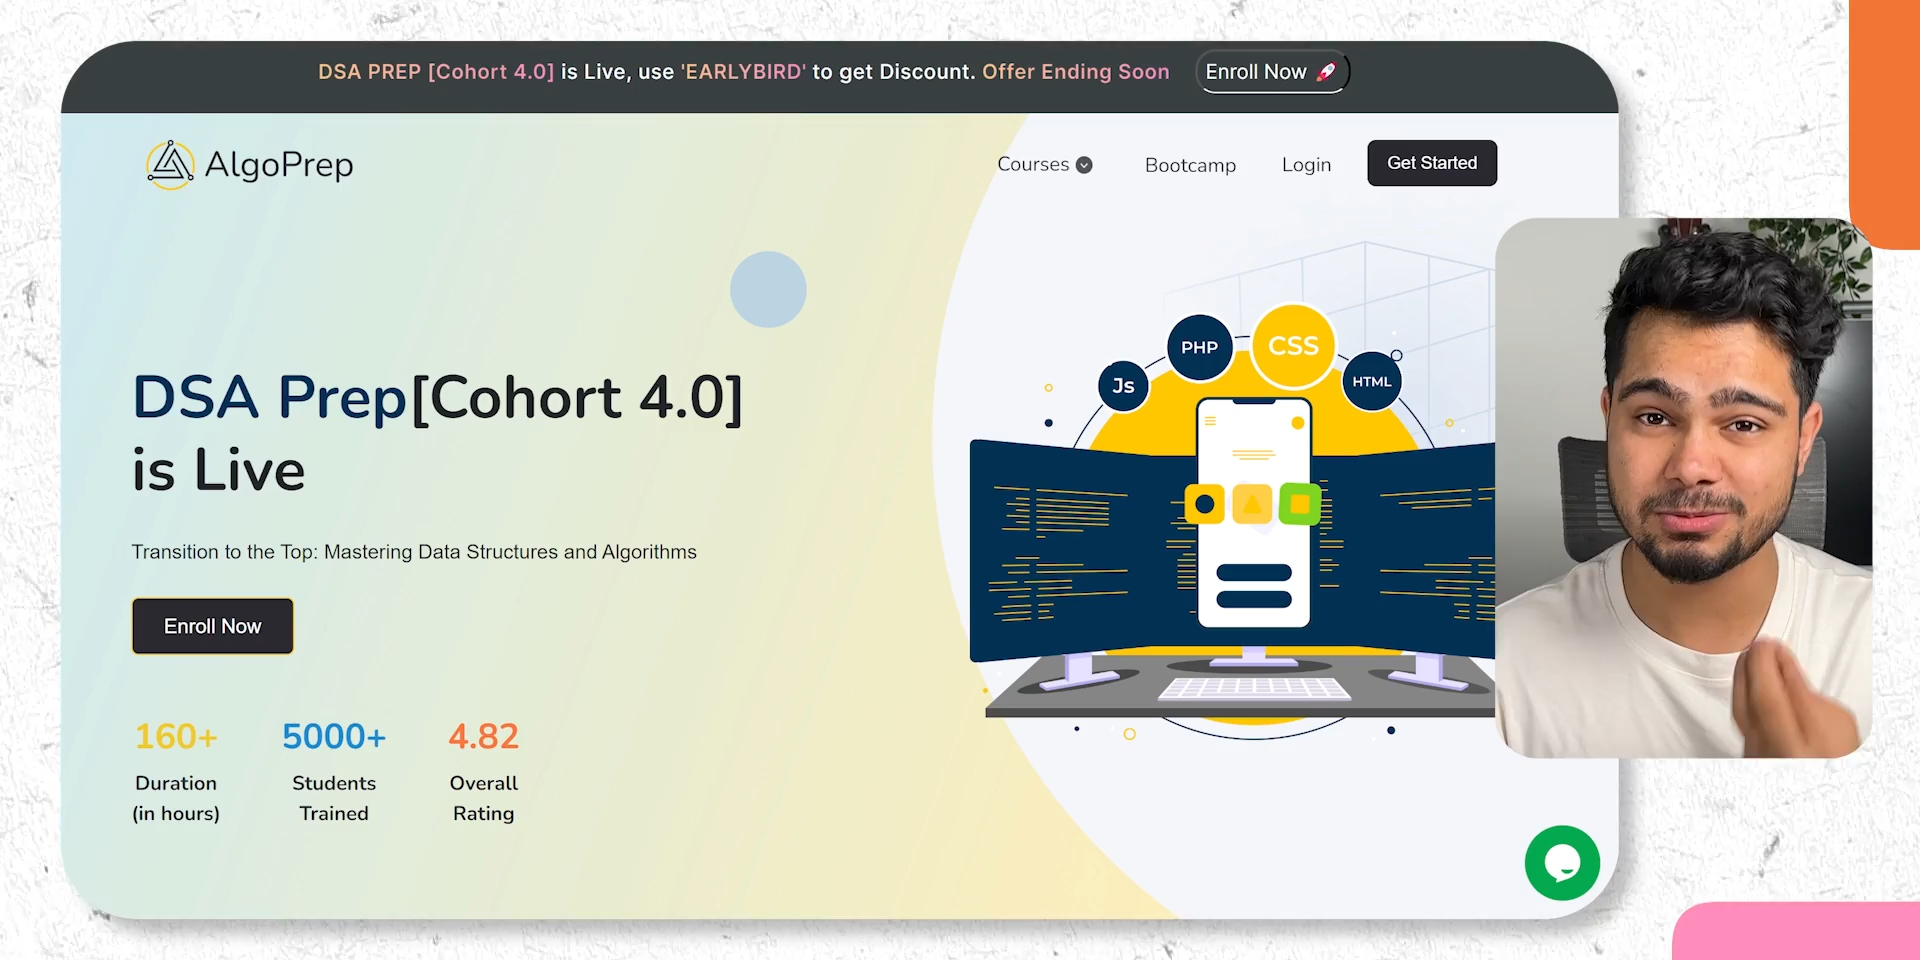 DSA PREP [Cohort 4.0] is Live, use 'EARLYBIRD' to get Discount. Offer Ending Soon
Enroll Now 🚀
AlgoPrep
Courses
Bootcamp
Login
Get Started
DSA Prep[Cohort 4.0]
is Live
Transition to the Top: Mastering Data Structures and Algorithms
Enroll Now
Js
PHP
CSS
HTML
160+
Duration
(in hours)
5000+
Students
Trained
4.82
Overall
Rating